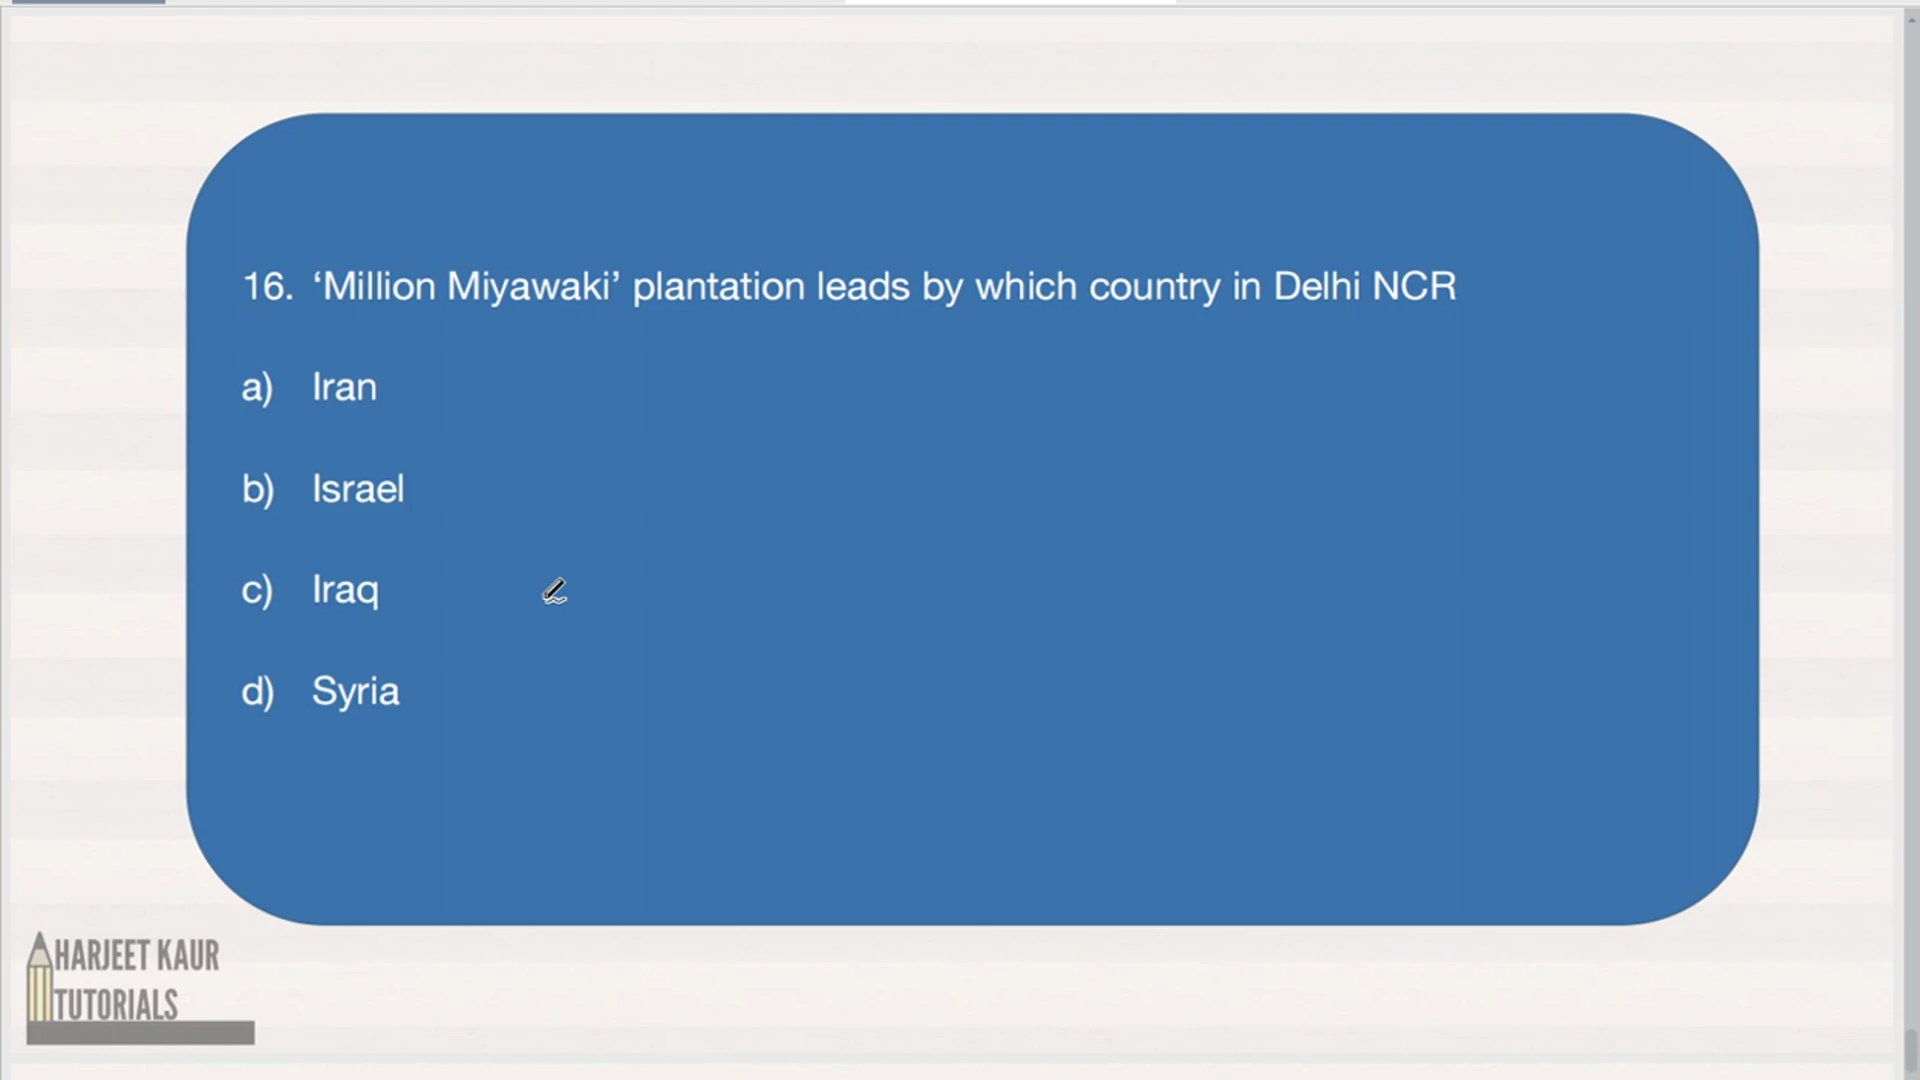 16. ‘Million Miyawaki’ plantation leads by which country in Delhi NCR
a) Iran
b) Israel
c) Iraq
d) Syria
HARJEET KAUR
TUTORIALS